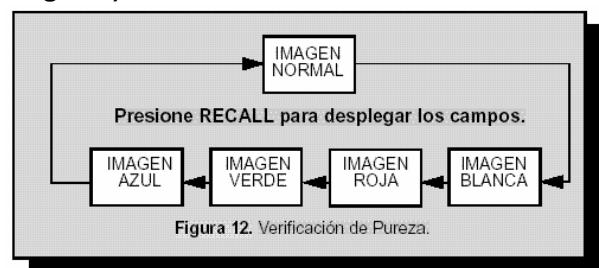 IMAGEN
NORMAL
Presione RECALL para desplegar los campos.
IMAGEN
AZUL
IMAGEN
VERDE
IMAGEN
ROJA
IMAGEN
BLANCA
Figura 12. Verificación de Pureza.